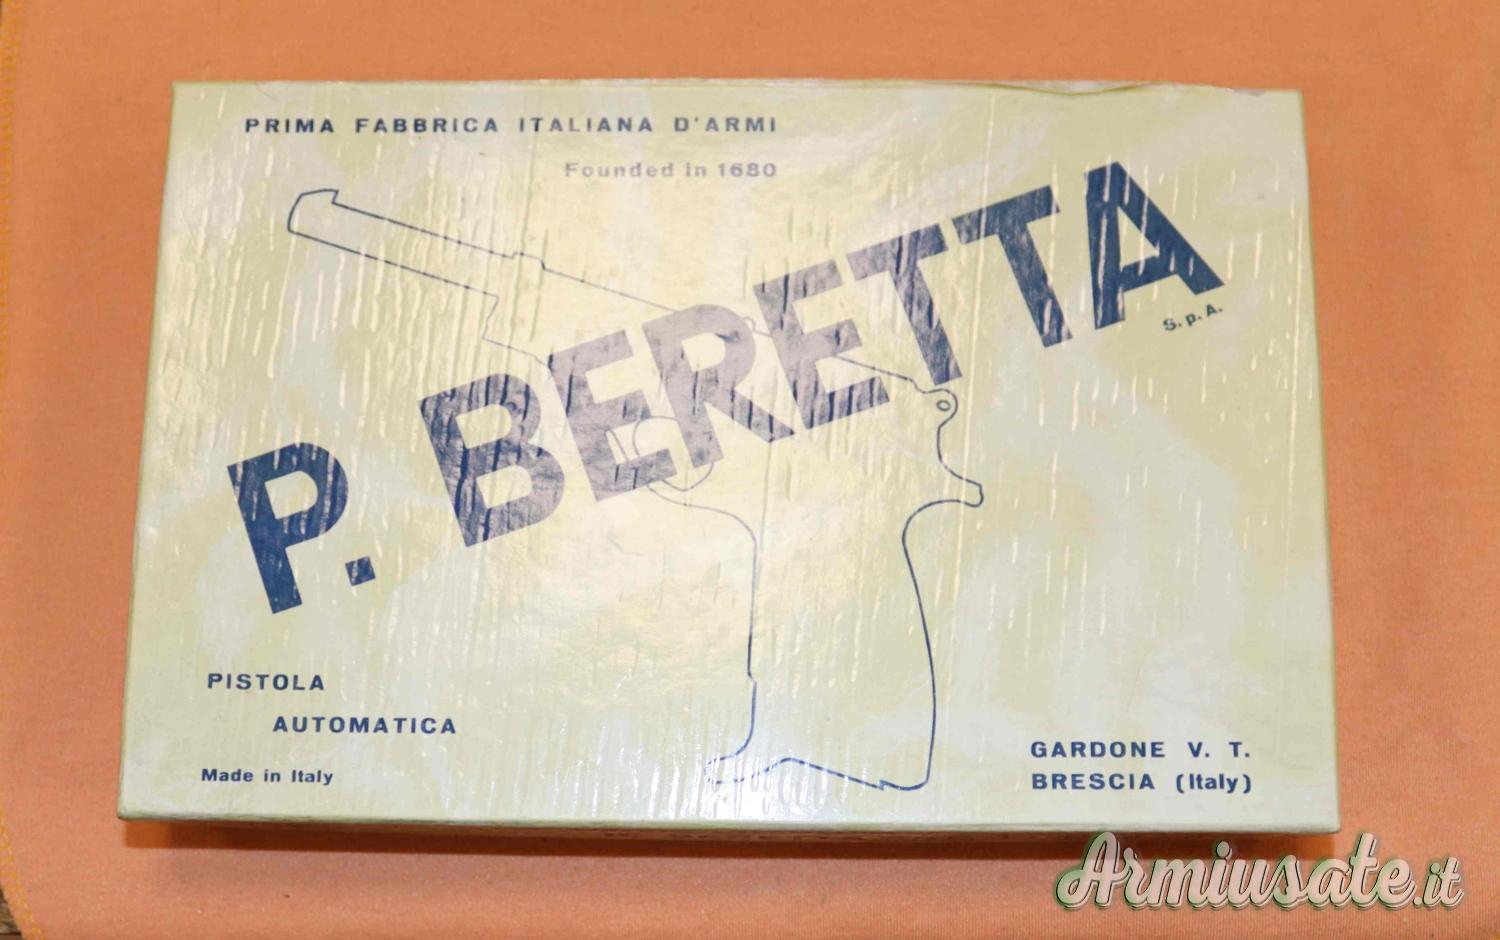 PRIMA FABBRICA ITALIANA D'ARMI
Founded in 1680
P. BERETTA
S.p.A.
PISTOLA
AUTOMATICA
Made in Italy
GARDONE V. T.
BRESCIA (Italy)
Armiusate.it